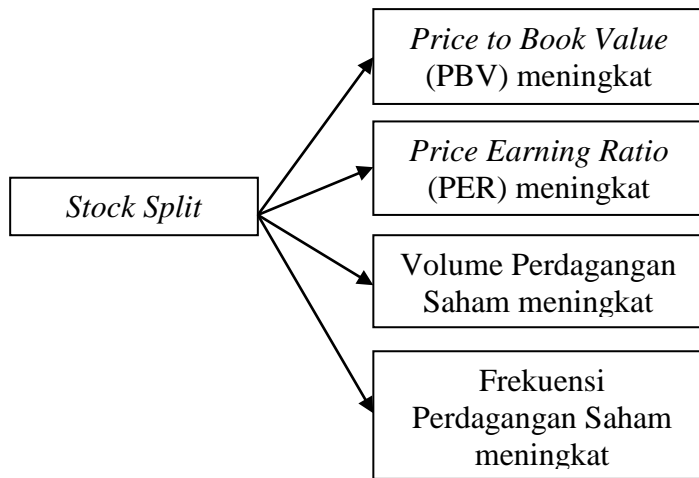 Price to Book Value
(PBV) meningkat
Price Earning Ratio
(PER) meningkat
Stock Split
Volume Perdagangan
Saham meningkat
Frekuensi
Perdagangan Saham
meningkat